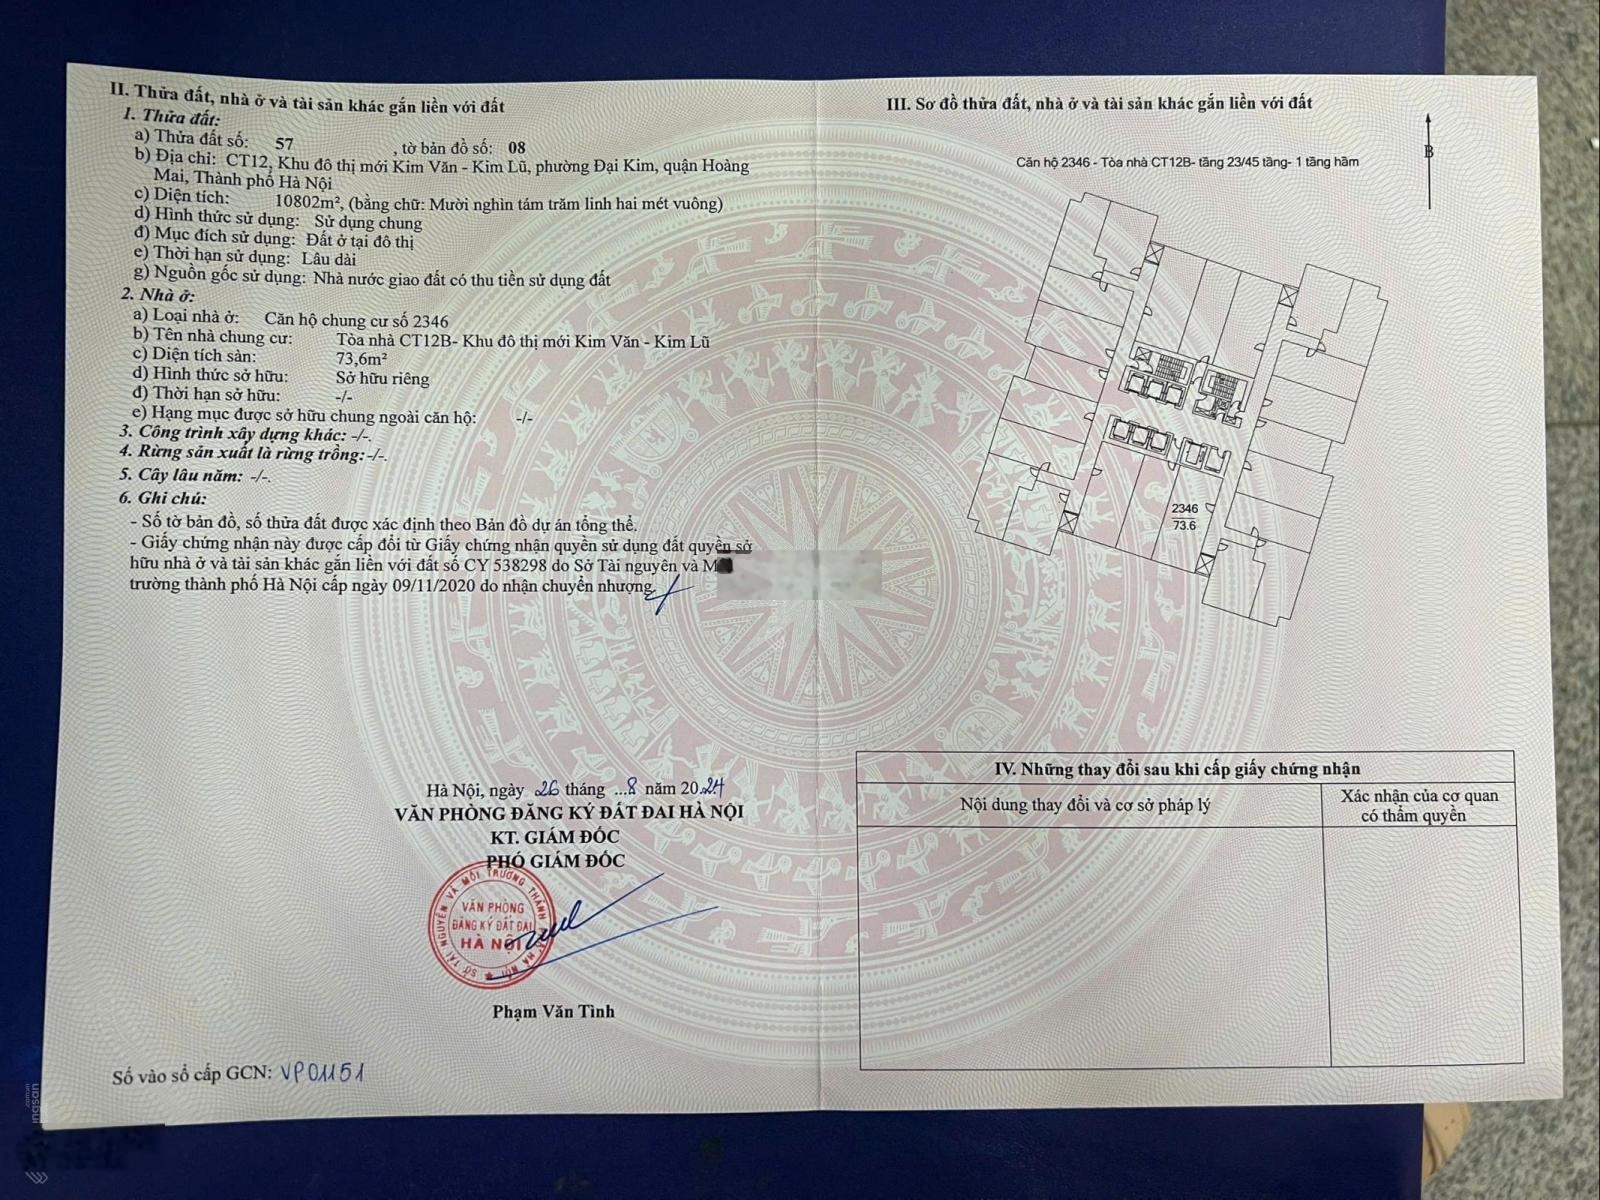 II. Thửa đất, nhà ở và tài sản khác gắn liền với đất
1. Thửa đất:
a) Thửa đất số: 57 , tờ bản đồ số: 08
b) Địa chỉ: CT12, Khu đô thị mới Kim Văn - Kim Lũ, phường Đại Kim, quận Hoàng
Mai, Thành phố Hà Nội
c) Diện tích: 10802m², (bằng chữ: Mười nghìn tám trăm linh hai mét vuông)
d) Hình thức sử dụng: Sử dụng chung
đ) Mục đích sử dụng: Đất ở tại đô thị
e) Thời hạn sử dụng: Lâu dài
g) Nguồn gốc sử dụng: Nhà nước giao đất có thu tiền sử dụng đất
2. Nhà ở:
a) Loại nhà ở: Căn hộ chung cư số 2346
b) Tên nhà chung cư: Tòa nhà CT12B- Khu đô thị mới Kim Văn - Kim Lũ
c) Diện tích sàn: 73,6m²
d) Hình thức sở hữu: Sở hữu riêng
đ) Thời hạn sở hữu: -/-
e) Hạng mục được sở hữu chung ngoài căn hộ: -/-
3. Công trình xây dựng khác: -/-.
4. Rừng sản xuất là rừng trồng:-/-.
5. Cây lâu năm: -/-.
6. Ghi chú:
- Số tờ bản đồ, số thửa đất được xác định theo Bản đồ dự án tổng thể.
- Giấy chứng nhận này được cấp đổi từ Giấy chứng nhận quyền sử dụng đất quyền sở
hữu nhà ở và tài sản khác gắn liền với đất số CY 538298 do Sở Tài nguyên và M
trường thành phố Hà Nội cấp ngày 09/11/2020 do nhận chuyển nhượng.
Hà Nội, ngày 26 tháng ...8 năm 2024
VĂN PHÒNG ĐĂNG KÝ ĐẤT ĐAI HÀ NỘI
KT. GIÁM ĐỐC
PHÓ GIÁM ĐỐC
SỞ TÀI NGUYÊN VÀ MÔI TRƯỜNG THÀNH PHỐ HÀ NỘI
VĂN PHÒNG
ĐĂNG KÝ ĐẤT ĐAI
HÀ NỘI
Phạm Văn Tình
Số vào sổ cấp GCN: VP01151
III. Sơ đồ thửa đất, nhà ở và tài sản khác gắn liền với đất
B
Căn hộ 2346 - Tòa nhà CT12B- tầng 23/45 tầng- 1 tầng hầm
2346
73.6
IV. Những thay đổi sau khi cấp giấy chứng nhận
Nội dung thay đổi và cơ sở pháp lý
Xác nhận của cơ quan
có thẩm quyền